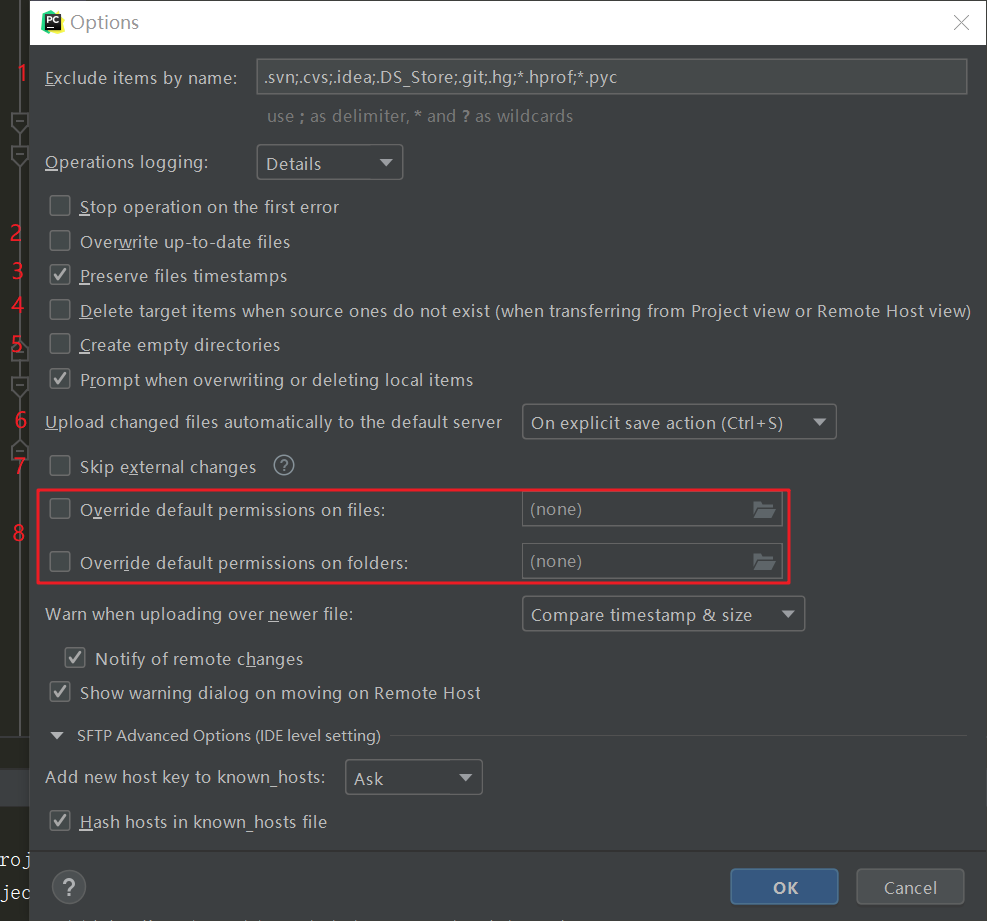 PC Options
1 Exclude items by name: .svn;.cvs;.idea;.DS_Store;.git;.hg;*.hprof;*.pyc
use ; as delimiter, * and ? as wildcards
Operations logging: Details
Stop operation on the first error
2 Overwrite up-to-date files
3 Preserve files timestamps
4 Delete target items when source ones do not exist (when transferring from Project view or Remote Host view)
5 Create empty directories
Prompt when overwriting or deleting local items
6 Upload changed files automatically to the default server On explicit save action (Ctrl+S)
7 Skip external changes ?
Override default permissions on files: (none)
8
Override default permissions on folders: (none)
Warn when uploading over newer file: Compare timestamp & size
Notify of remote changes
Show warning dialog on moving on Remote Host
SFTP Advanced Options (IDE level setting)
Add new host key to known_hosts: Ask
Hash hosts in known_hosts file
roj
jec
? OK Cancel